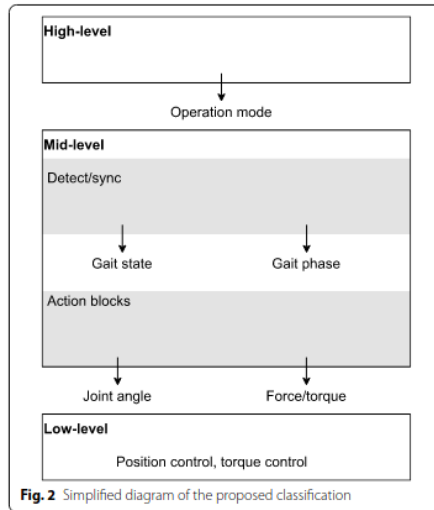 High-level
Operation mode
Mid-level
Detect/sync
Gait state Gait phase
Action blocks
Joint angle Force/torque
Low-level
Position control, torque control
Fig. 2 Simplified diagram of the proposed classification